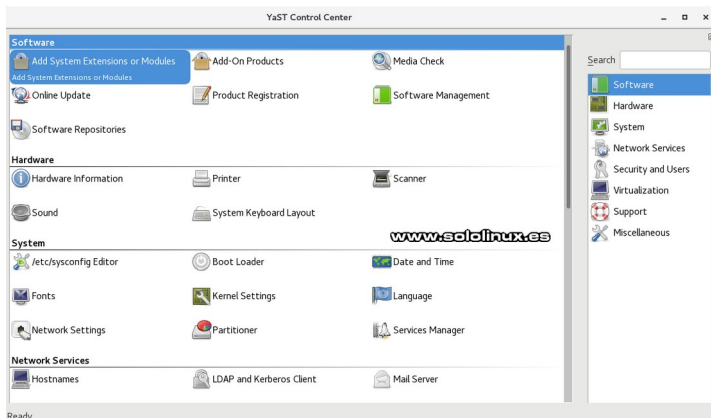 YaST Control Center
Software
Add System Extensions or Modules
Add-On Products
Media Check
Add System Extensions or Modules
Online Update
Product Registration
Software Management
Software Repositories
Hardware
Hardware Information
Printer
Scanner
Sound
System Keyboard Layout
www.sololinux.es
System
/etc/sysconfig Editor
Boot Loader
Date and Time
Fonts
Kernel Settings
Language
Network Settings
Partitioner
Services Manager
Network Services
Hostnames
LDAP and Kerberos Client
Mail Server
Search
Software
Hardware
System
Network Services
Security and Users
Virtualization
Support
Miscellaneous
Ready